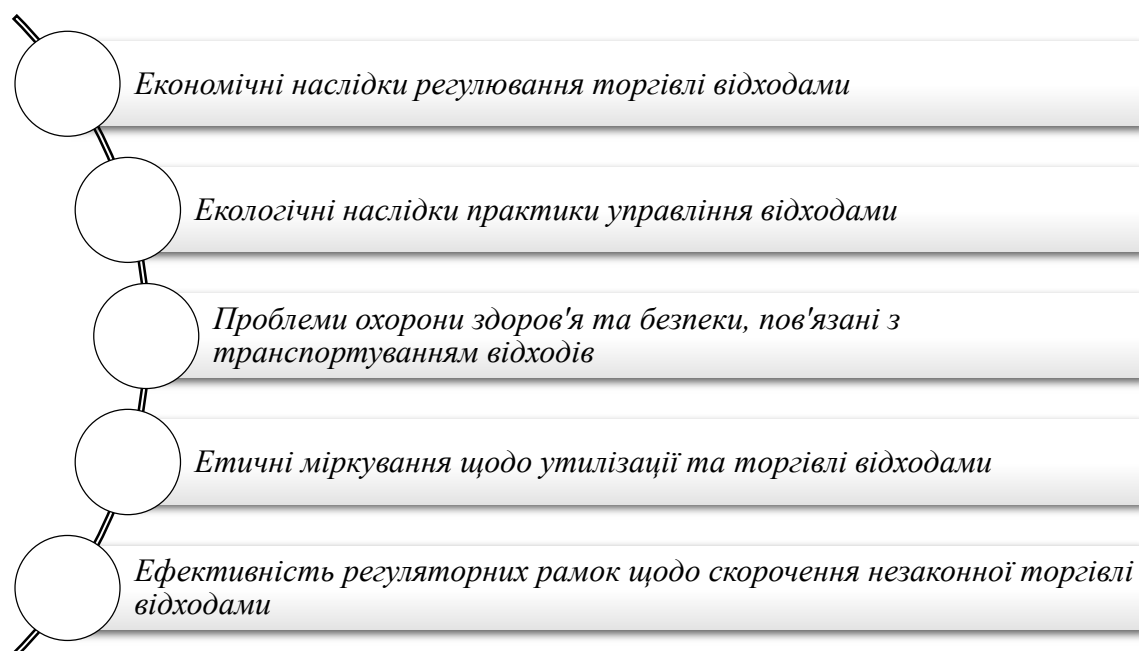 Економічні наслідки регулювання торгівлі відходами
Екологічні наслідки практики управління відходами
Проблеми охорони здоров'я та безпеки, пов'язані з
транспортуванням відходів
Етичні міркування щодо утилізації та торгівлі відходами
Ефективність регуляторних рамок щодо скорочення незаконної торгівлі
відходами